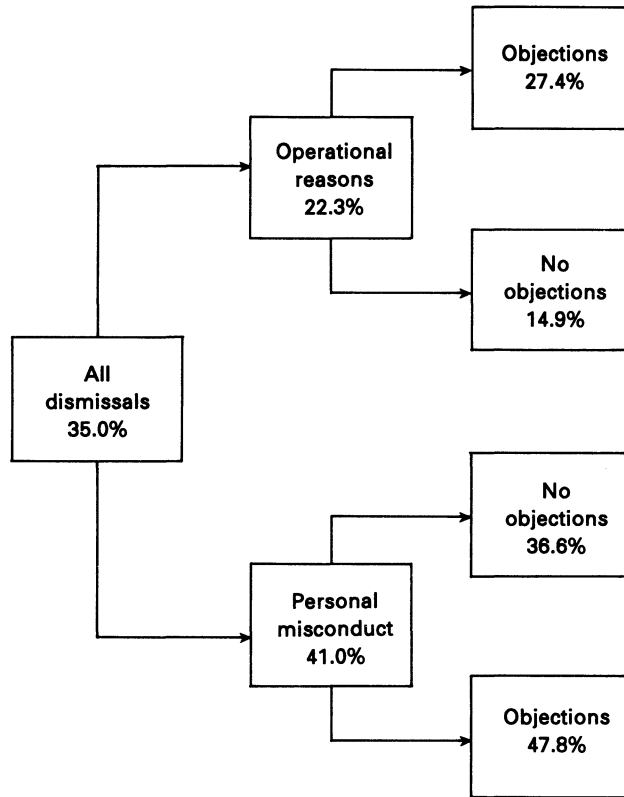 Objections
27.4%
Operational
reasons
22.3%
No
objections
14.9%
All
dismissals
35.0%
No
objections
36.6%
Personal
misconduct
41.0%
Objections
47.8%